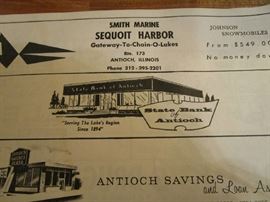 SMITH MARINE
SEQUOIT HARBOR
Gateway-To-Chain-O-Lakes
Rte. 173
ANTIOCH, ILLINOIS
Phone 312-395-2201
JOHNSON
SNOWMOBILES
From $549.00
No money dow
State Bank of Antioch
"Serving The Lake's Region
Since 1894"
State Bank
of
Antioch
ANTIOCH SAVINGS
and Loan As